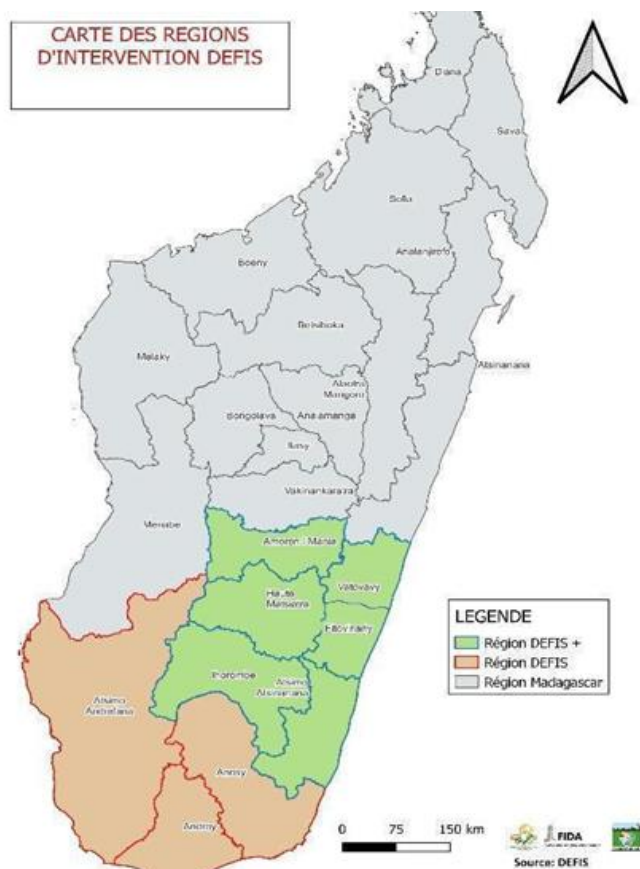 CARTE DES REGIONS
D'INTERVENTION DEFIS
Diana
Sava
Sofia
Analanjirofo
Boeny
Betsiboka
Melaky
Atsinanana
Alaotra
Mangoro
Bongolava
Analamanga
Itasy
Vakinankaratra
Menabe
Amoron i Mania
Vatovavy
Haute
Matsiatra
Fitovinany
Ihorombe
Atsimo
Atsinanana
Atsimo
Andrefana
Anosy
Androy
LEGENDE
Région DEFIS +
Région DEFIS
Région Madagascar
0 75 150 km
FIDA
Source: DEFIS